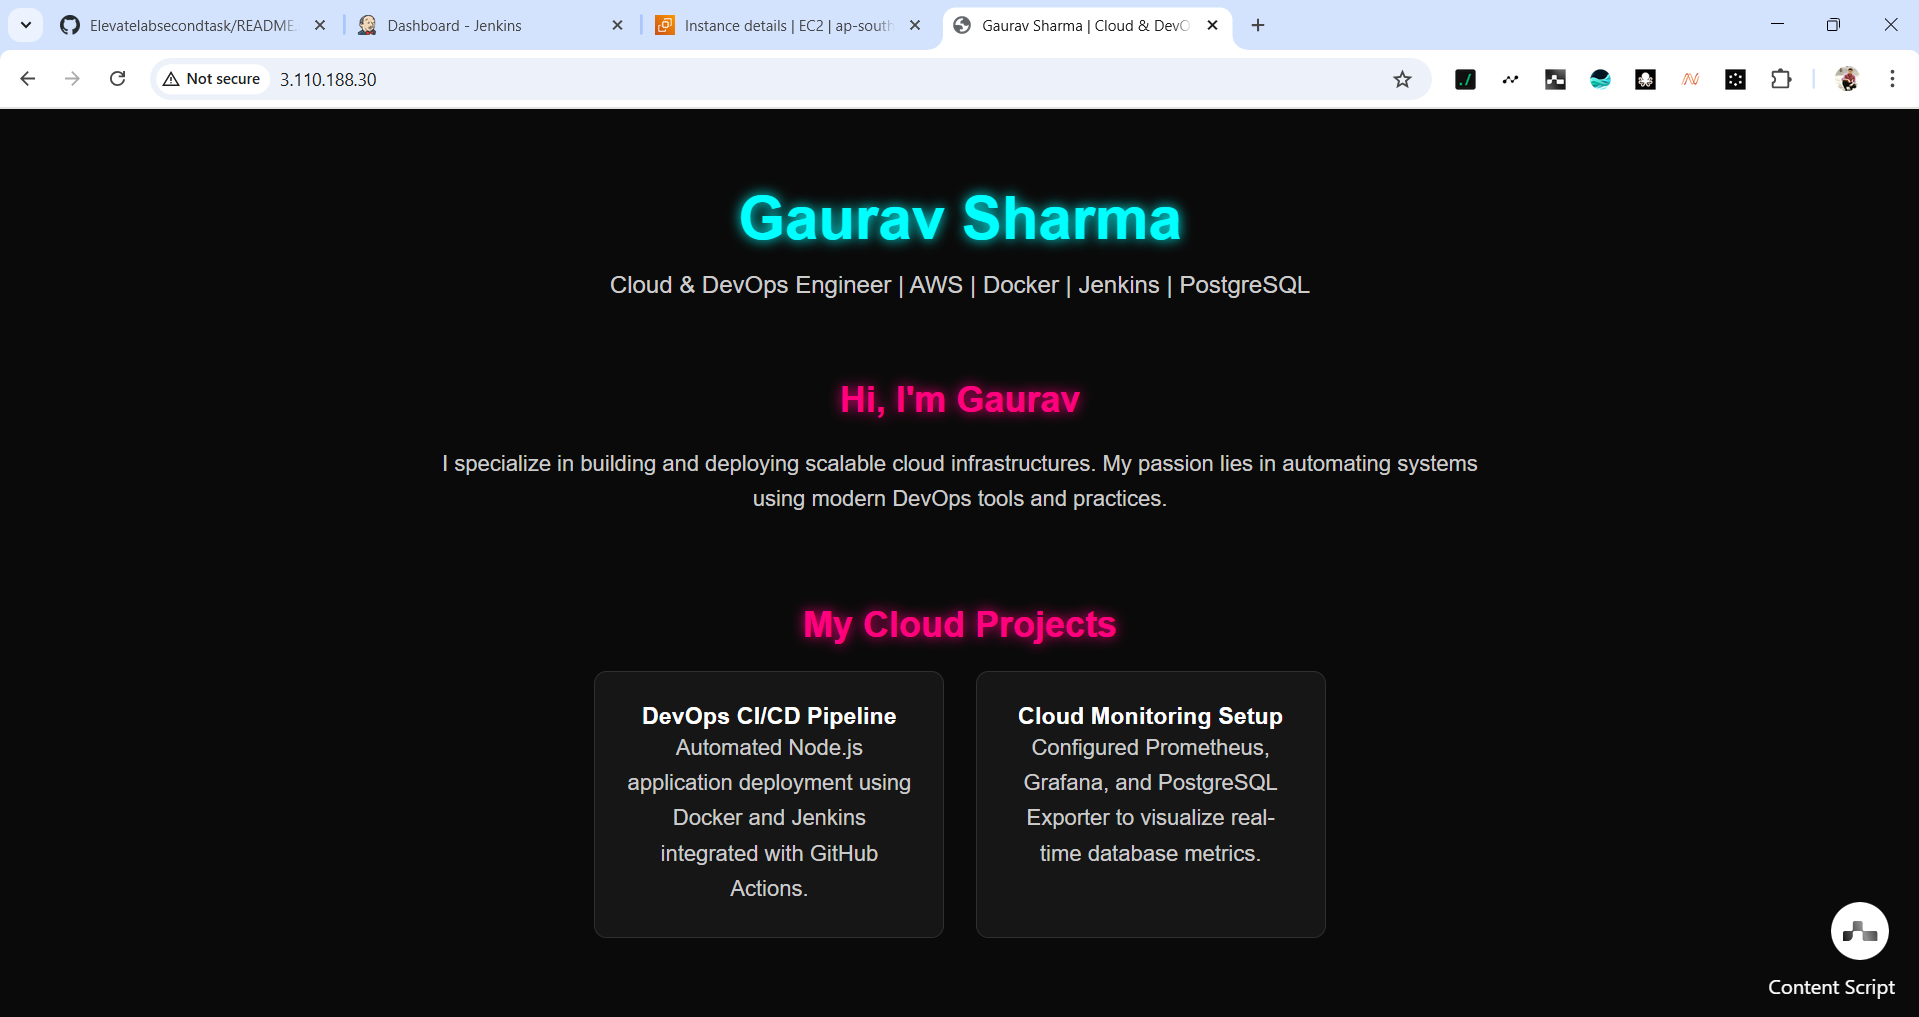 Elevatelabsecondtask/README.
Dashboard - Jenkins
Instance details | EC2 | ap-south
Gaurav Sharma | Cloud & DevO
Not secure
3.110.188.30
Gaurav Sharma
Cloud & DevOps Engineer | AWS | Docker | Jenkins | PostgreSQL
Hi, I'm Gaurav
I specialize in building and deploying scalable cloud infrastructures. My passion lies in automating systems
using modern DevOps tools and practices.
My Cloud Projects
DevOps CI/CD Pipeline
Automated Node.js
application deployment using
Docker and Jenkins
integrated with GitHub
Actions.
Cloud Monitoring Setup
Configured Prometheus,
Grafana, and PostgreSQL
Exporter to visualize real-
time database metrics.
Content Script